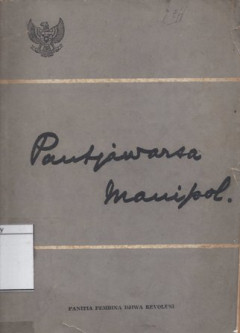 Pantjawarsa
Manipol.
PANITIA PEMBINA DJIWA REVOLUSI